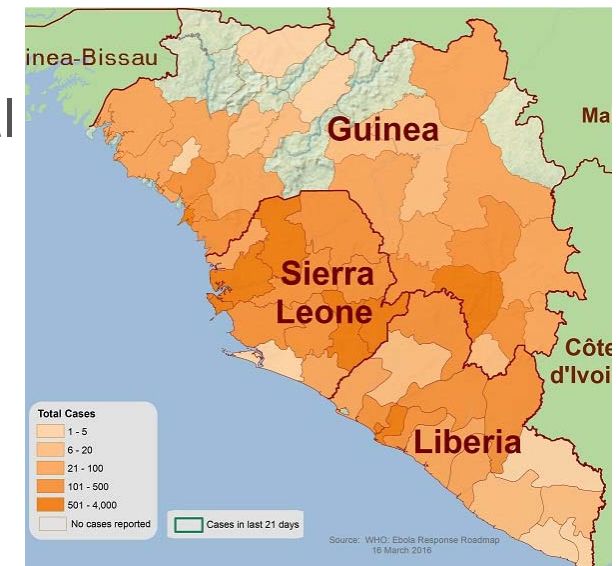 inea-Bissau
Guinea
Ma
Sierra
Leone
Côte
d'Ivoi
Liberia
Total Cases
1 - 5
6 - 20
21 - 100
101 - 500
501 - 4,000
No cases reported
Cases in last 21 days
Source: WHO: Ebola Response Roadmap
16 March 2016